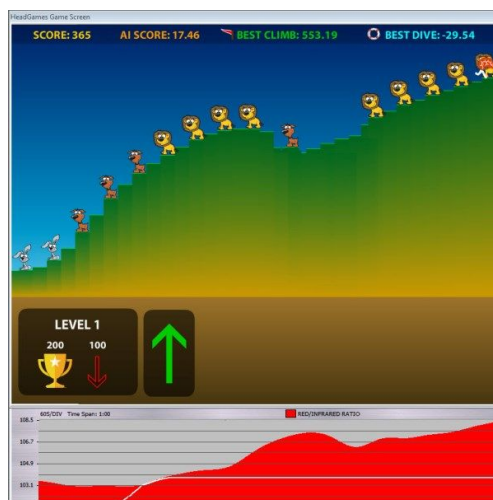 HeadGames Game Screen
SCORE: 365 AI SCORE: 17.46 BEST CLIMB: 553.19 BEST DIVE: -29.54
LEVEL 1
200 100
60S/DIV Time Span: 1:00 RED/INFRARED RATIO
108.5
106.7
104.9
103.1